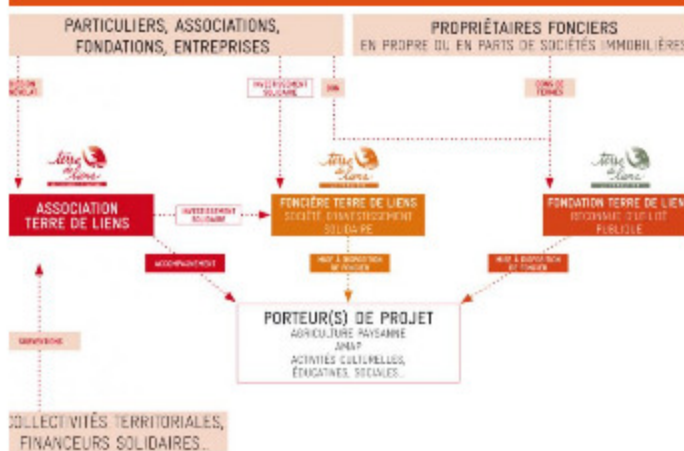 PARTICULIERS, ASSOCIATIONS,
FONDATIONS, ENTREPRISES
PROPRIÉTAIRES FONCIERS
EN PROPRE OU EN PARTS DE SOCIÉTÉS IMMOBILIÈRES
INVESTISSEMENT
SOLIDAIRE
DON
DONS DE
FERMES
terre
de
liens
terre
de
liens
terre
de
liens
ASSOCIATION
TERRE DE LIENS
INVESTISSEMENT
SOLIDAIRE
FONCIÈRE TERRE DE LIENS
SOCIÉTÉ D'INVESTISSEMENT
SOLIDAIRE
FONDATION TERRE DE LIEN
RECONNUE D'UTILITÉ
PUBLIQUE
ACCOMPAGNEMENT
MISE À DISPOSITION
DE FONCIER
MISE À DISPOSITION
DE FONCIER
PORTEUR(S) DE PROJET
AGRICULTURE PAYSANNE
AMAP
ACTIVITÉS CULTURELLES,
ÉDUCATIVES, SOCIALES...
SUBVENTIONS
COLLECTIVITÉS TERRITORIALES,
FINANCEURS SOLIDAIRES...